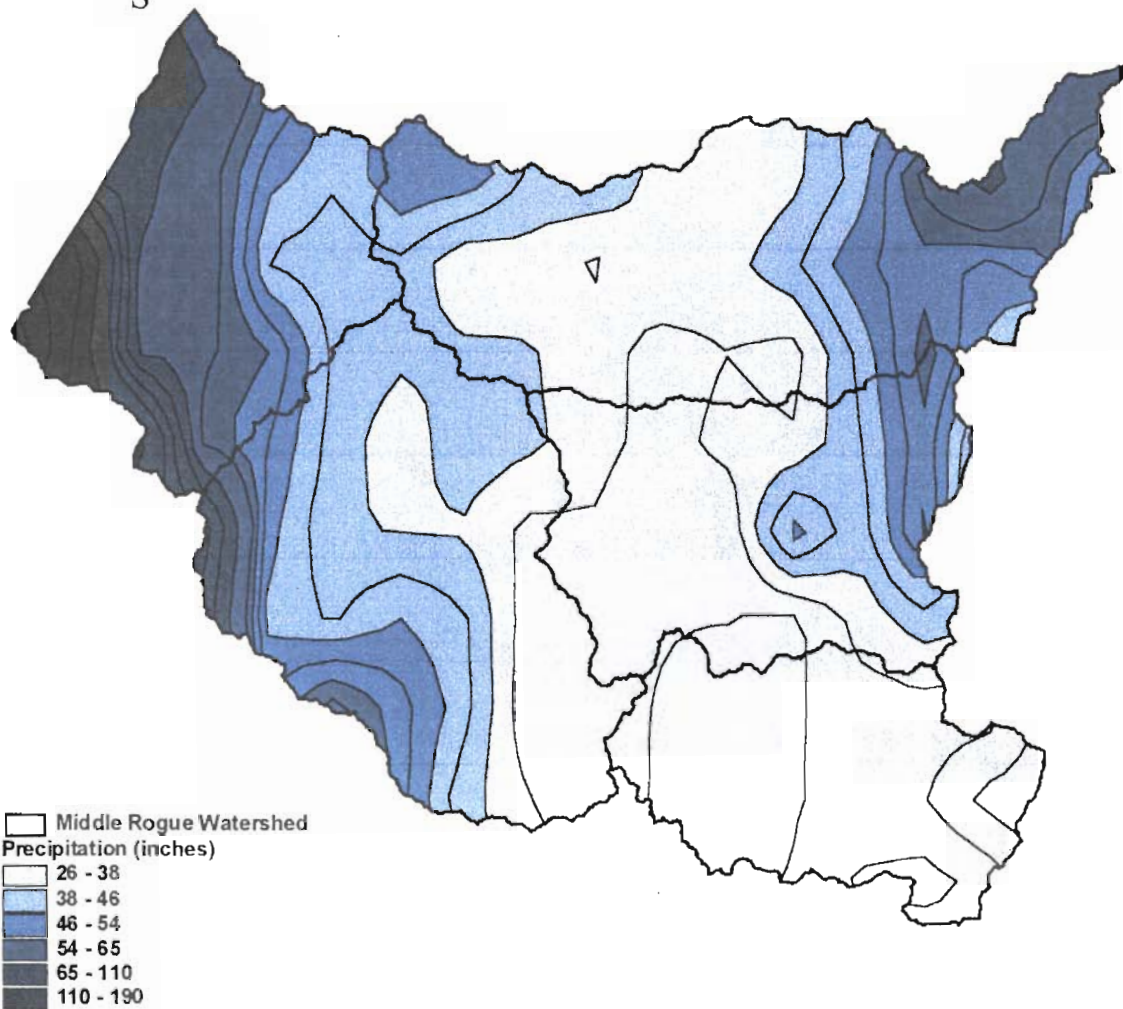 S
Middle Rogue Watershed
Precipitation (inches)
26 - 38
38 - 46
46 - 54
54 - 65
65 - 110
110 - 190